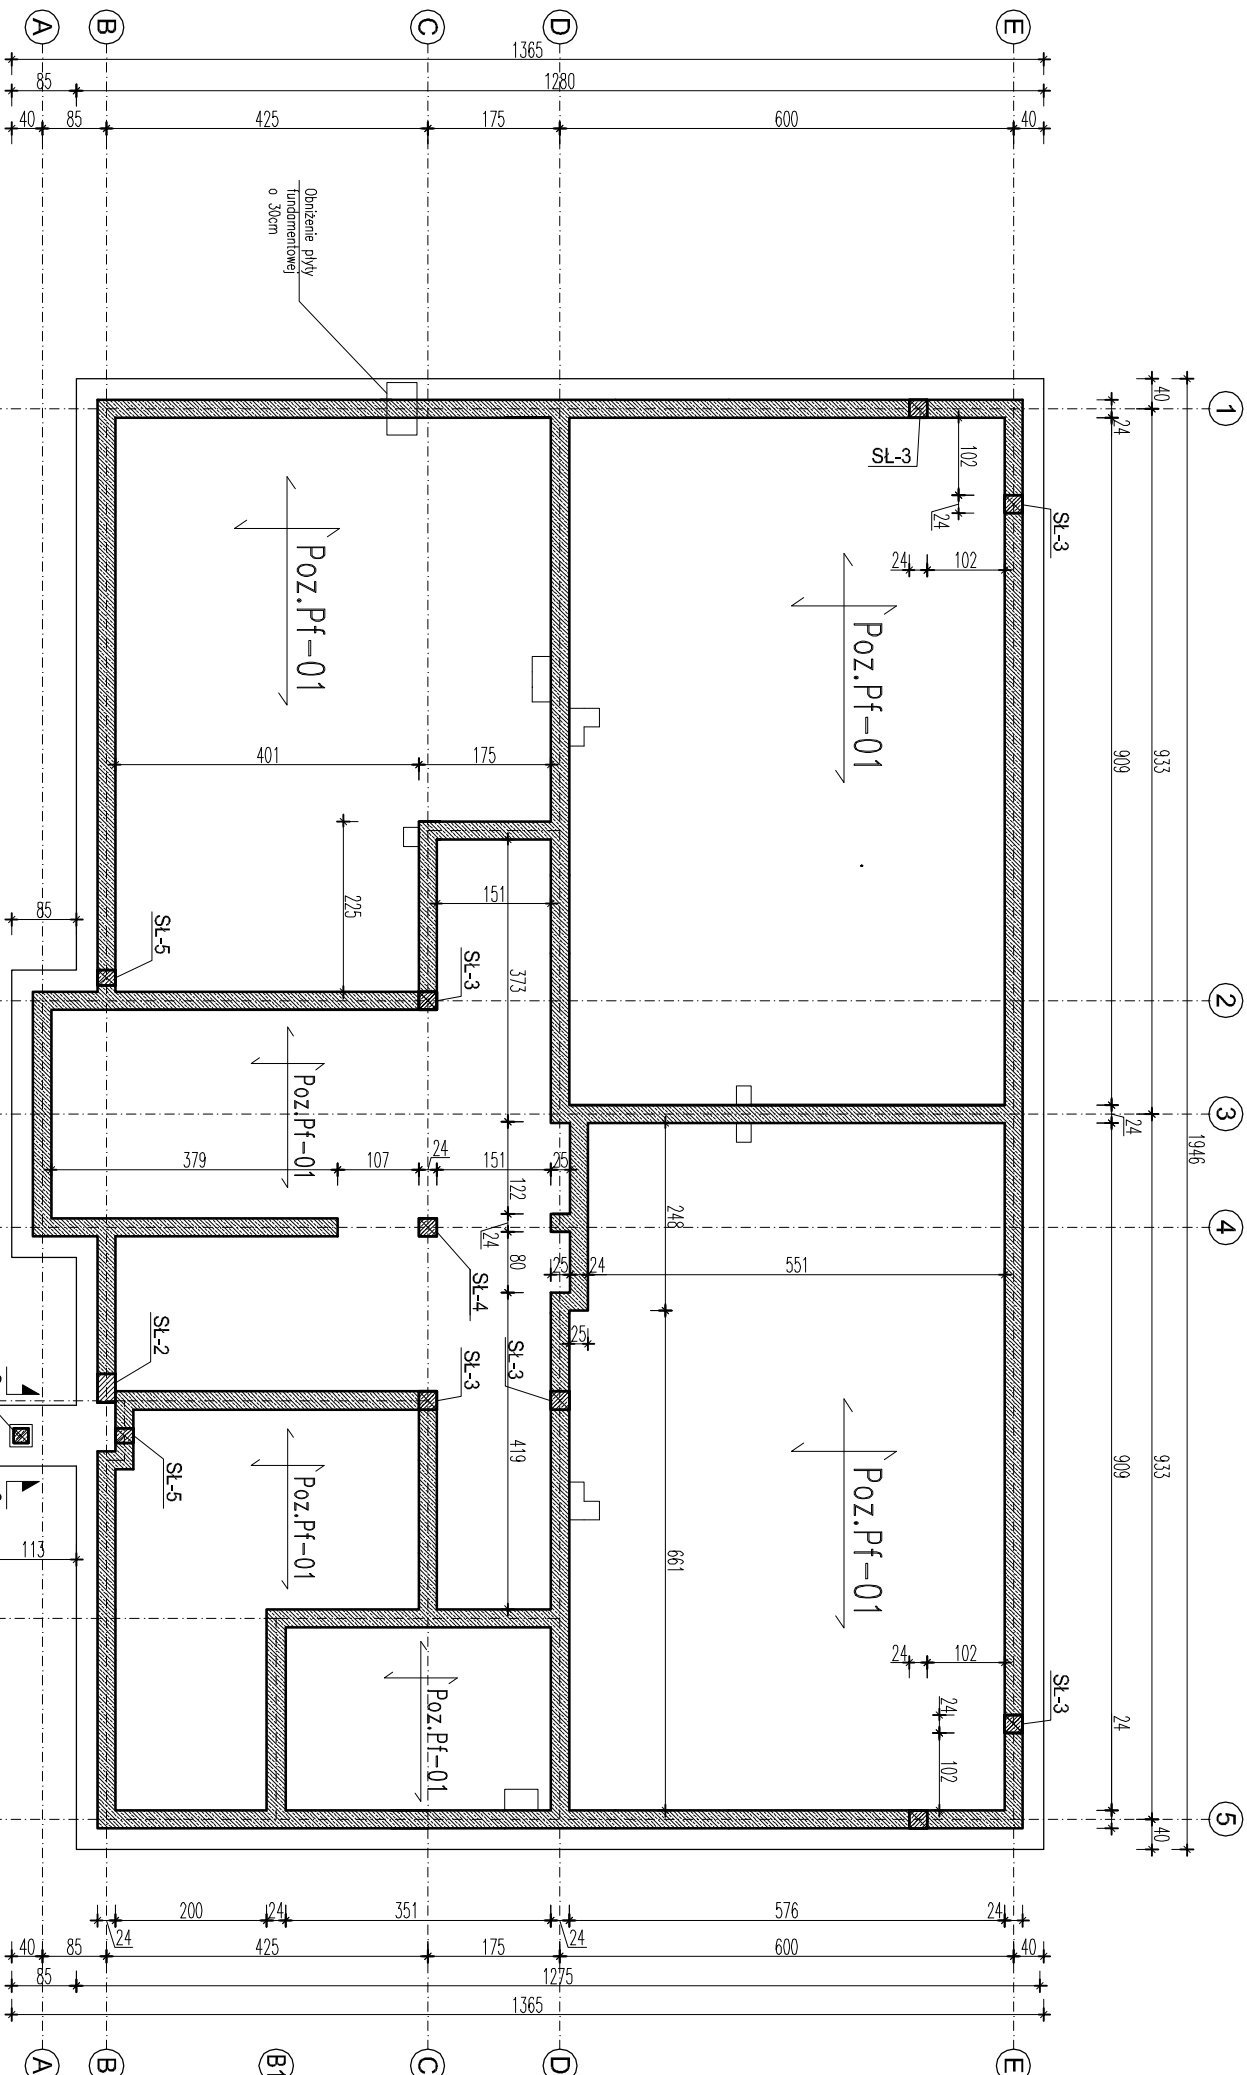 A
B
C
D
E
1365
85
1280
40
85
425
175
600
40
Obniżenie płyty
fundamentowej
o 30cm
1
40
24
SŁ-3
102
24
SŁ-3
24
102
Poz.Pf-01
Poz.Pf-01
401
175
909
933
225
151
373
85
SŁ-5
SŁ-3
2
Poz.Pf-01
3
24
1946
379
107
24
151
25
122
248
4
24
80
25
24
551
SŁ-4
SŁ-2
SŁ-3
SŁ-3
25
419
SŁ-5
Poz.Pf-01
Poz.Pf-01
909
933
113
661
24
102
SŁ-3
24
102
24
Poz.Pf-01
5
40
200
24
351
576
24
24
24
40
85
425
175
600
40
85
1275
1365
A
B
B1
C
D
E